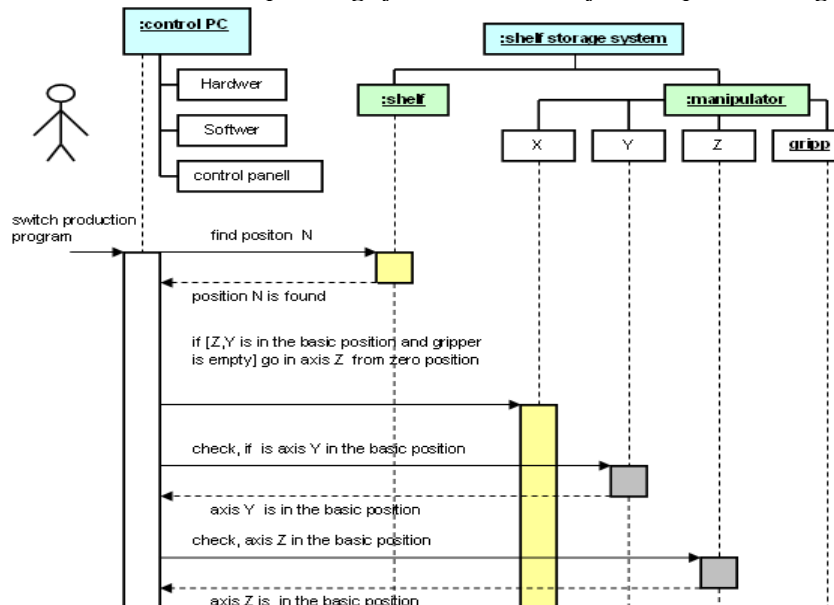 :control PC
:shelf storage system
Hardwer
:shelf
:manipulator
Softwer
X
Y
Z
gripp
control panell
switch production
program
find positon N
position N is found
if [Z,Y is in the basic position and gripper
is empty] go in axis Z from zero position
check, if is axis Y in the basic position
axis Y is in the basic position
check, axis Z in the basic position
axis Z is in the basic position